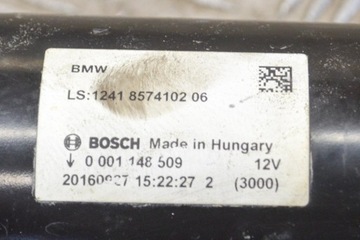 BMW
LS:1241 8574102 06
BOSCH Made in Hungary
↓ 0 001 148 509 12V
15:22:27 2 (3000)